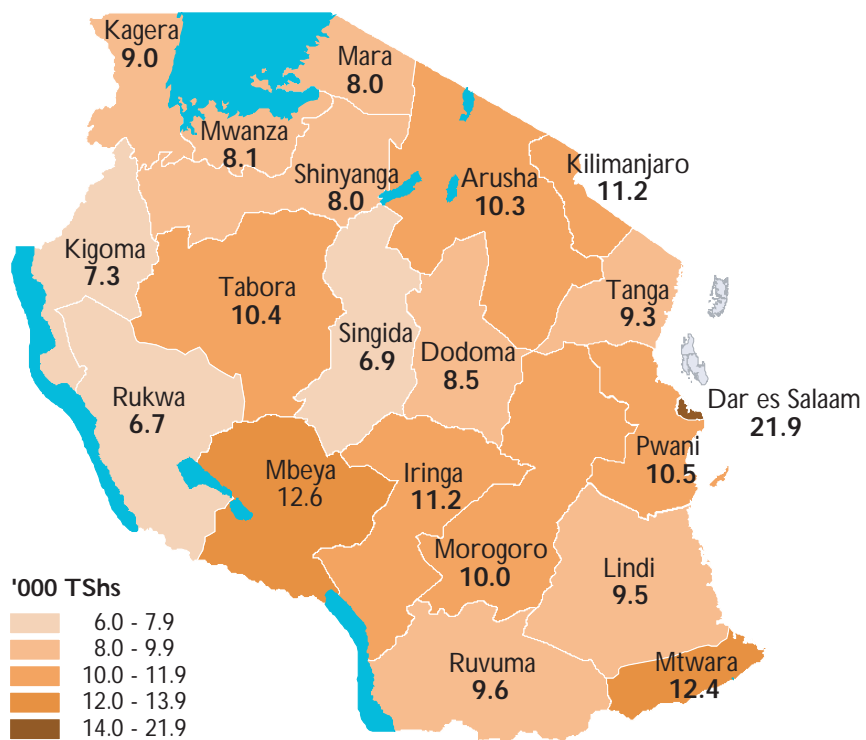 Kagera
9.0
Mara
8.0
Mwanza
8.1
Shinyanga
8.0
Arusha
10.3
Kilimanjaro
11.2
Kigoma
7.3
Tabora
10.4
Singida
6.9
Dodoma
8.5
Tanga
9.3
Rukwa
6.7
Dar es Salaam
21.9
Pwani
10.5
Mbeya
12.6
Iringa
11.2
Morogoro
10.0
Lindi
9.5
Ruvuma
9.6
Mtwara
12.4
'000 TShs
6.0 - 7.9
8.0 - 9.9
10.0 - 11.9
12.0 - 13.9
14.0 - 21.9